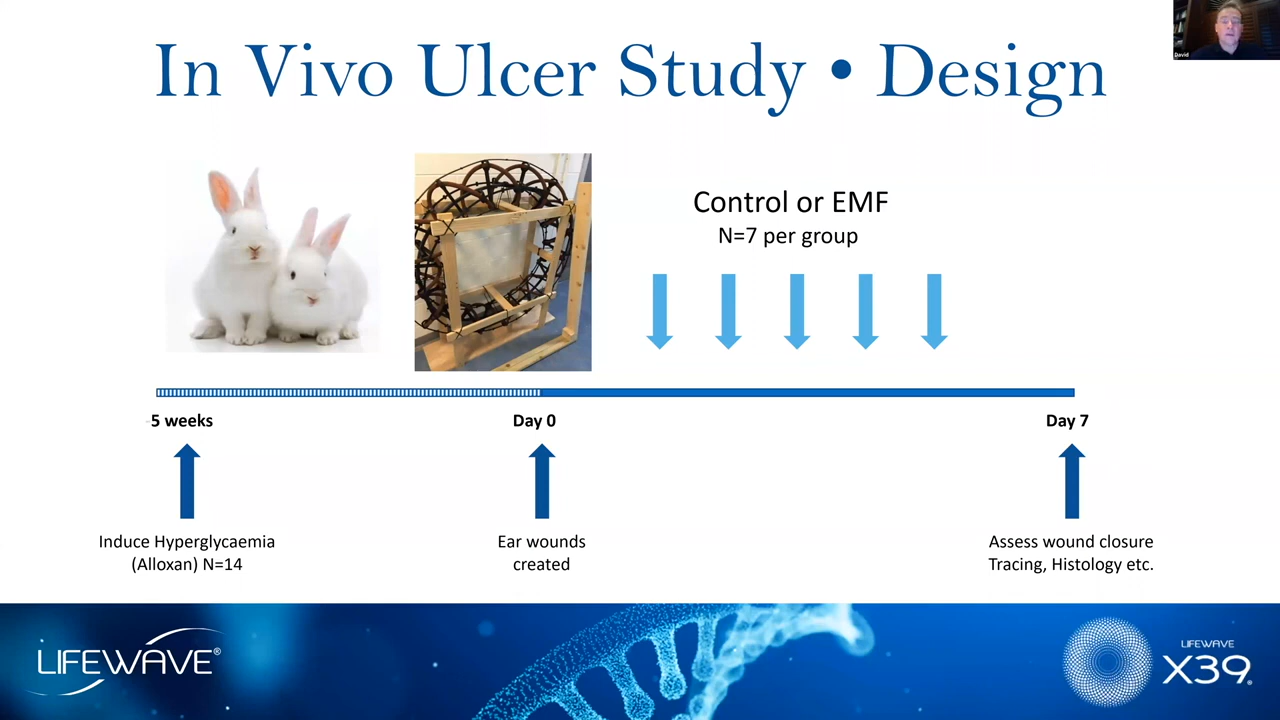 David
In Vivo Ulcer Study • Design
Control or EMF
N=7 per group
5 weeks
Day 0
Day 7
Induce Hyperglycaemia
(Alloxan) N=14
Ear wounds
created
Assess wound closure
Tracing, Histology etc.
LIFEWAVE®
LIFEWAVE
X39®